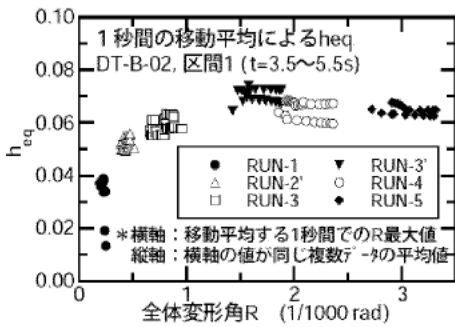 0.10
1秒間の移動平均によるheq
DT-B-02, 区間1 (t=3.5～5.5s)
0.08
0.06
heq
0.04
RUN-1 RUN-3'
RUN-2' RUN-4
RUN-3 RUN-5
0.02
＊横軸：移動平均する1秒間でのR最大値
縦軸：横軸の値が同じ複数ﾃﾞｰﾀの平均値
0.00
0 1 2 3
全体変形角R (1/1000 rad)